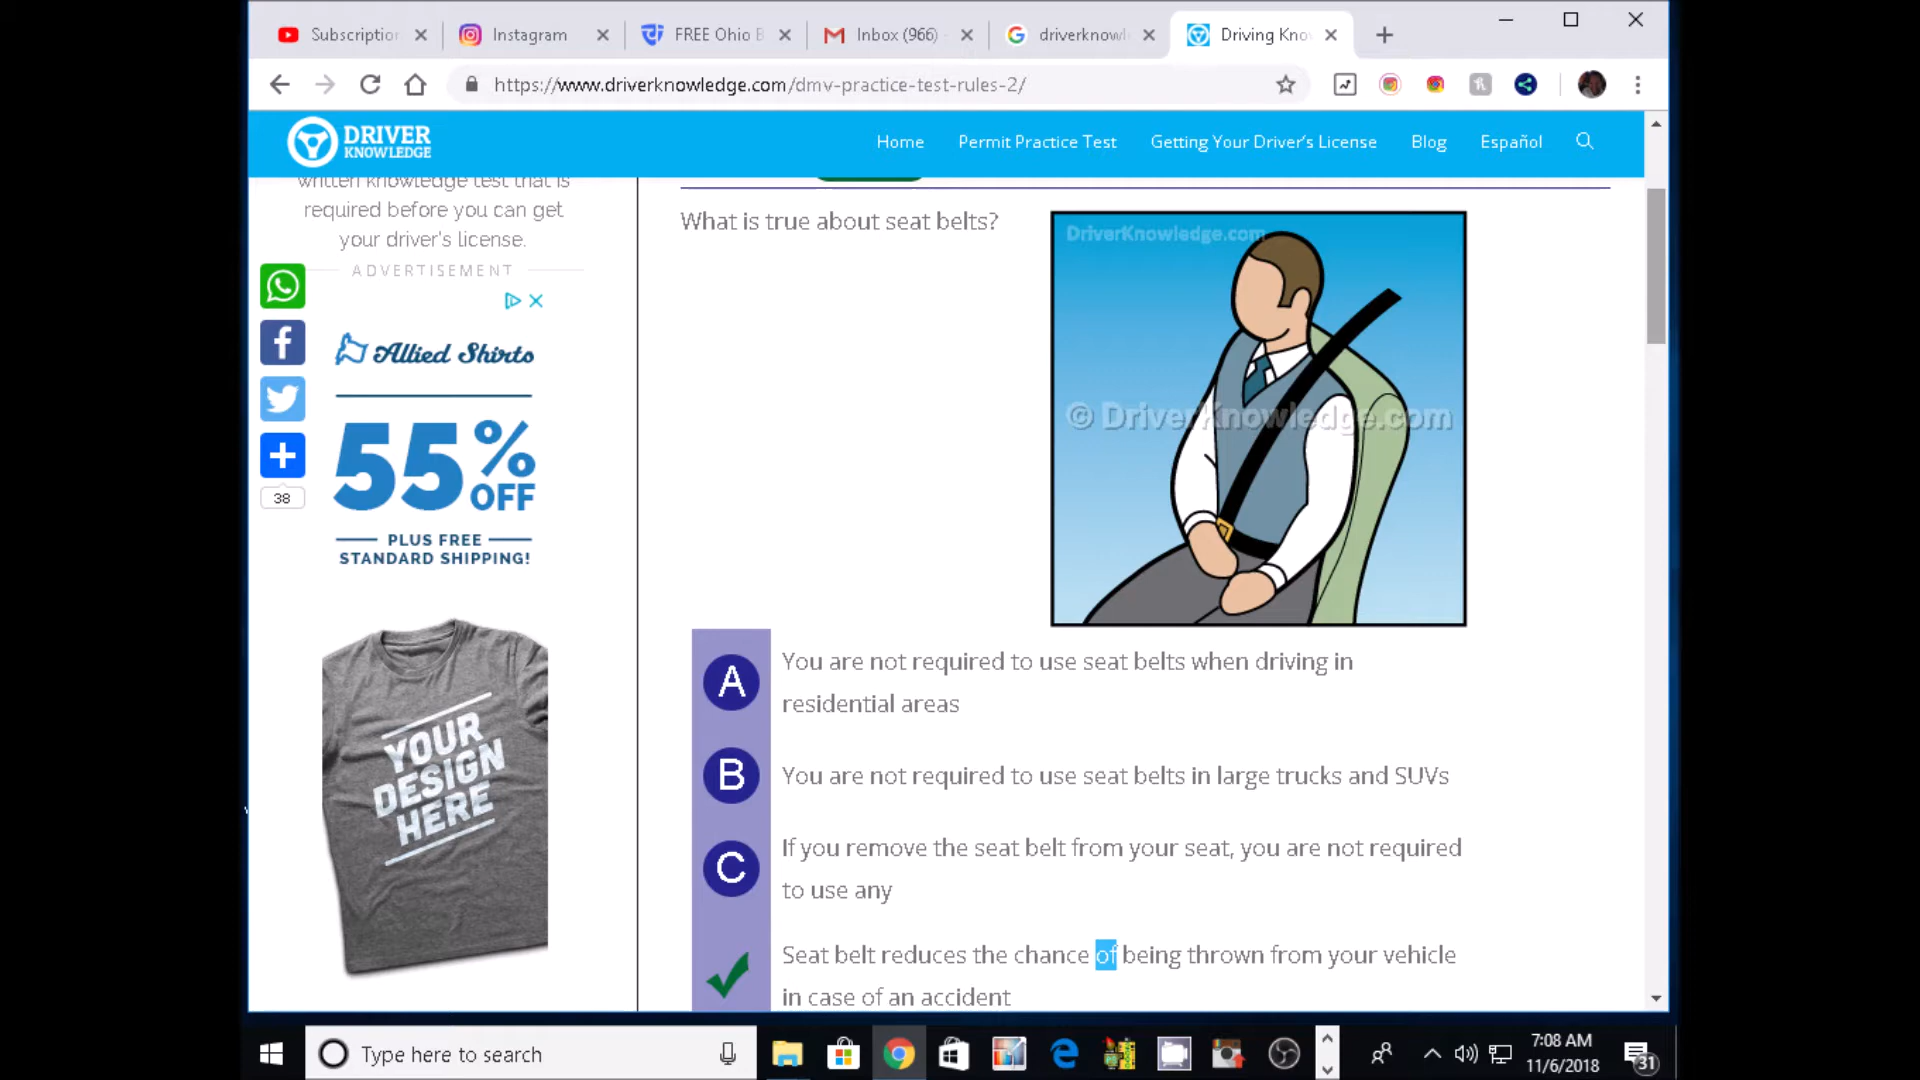 Subscription
Instagram
FREE Ohio B
Inbox (966)
driverknowl
Driving Kno
https://www.driverknowledge.com/dmv-practice-test-rules-2/
DRIVER
KNOWLEDGE
Home
Permit Practice Test
Getting Your Driver's License
Blog
Español
written knowledge test that is
required before you can get
your driver's license.
ADVERTISEMENT
Allied Shirts
55% OFF
PLUS FREE
STANDARD SHIPPING!
YOUR
DESIGN
HERE
38
What is true about seat belts?
DriverKnowledge.com
© DriverKnowledge.com
A
You are not required to use seat belts when driving in
residential areas
B
You are not required to use seat belts in large trucks and SUVs
C
If you remove the seat belt from your seat, you are not required
to use any
Seat belt reduces the chance of being thrown from your vehicle
in case of an accident
Type here to search
7:08 AM
11/6/2018
31